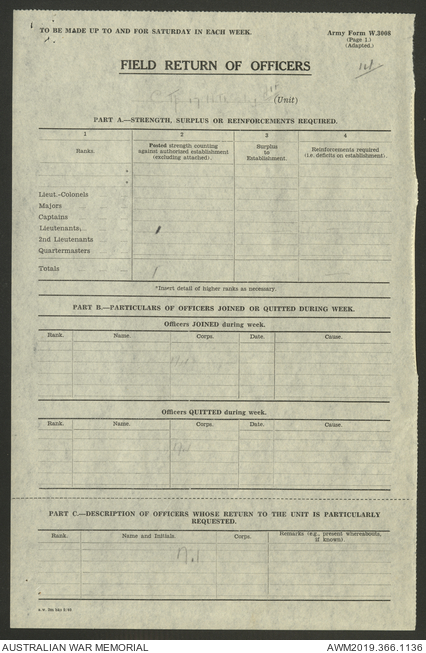 TO BE MADE UP TO AND FOR SATURDAY IN EACH WEEK.
Army Form W.3008
(Page 1.)
(Adapted.)
FIELD RETURN OF OFFICERS
(Unit)
PART A.—STRENGTH, SURPLUS OR REINFORCEMENTS REQUIRED.
1 2 3 4
Ranks. Posted strength counting against authorised establishment (excluding attached). Surplus to Establishment. Reinforcements required (i.e. deficits on establishment).
Lieut.-Colonels
Majors
Captains
Lieutenants, 1
2nd Lieutenants
Quartermasters
Totals 1
*Insert detail of higher ranks as necessary.
PART B.—PARTICULARS OF OFFICERS JOINED OR QUITTED DURING WEEK.
Officers JOINED during week.
Rank. Name. Corps. Date. Cause.
Officers QUITTED during week.
Rank. Name. Corps. Date. Cause.
PART C.—DESCRIPTION OF OFFICERS WHOSE RETURN TO THE UNIT IS PARTICULARLY
REQUESTED.
Rank. Name and Initials. Corps. Remarks (e.g., present whereabouts, if known).
AUSTRALIAN WAR MEMORIAL
AWM2019.366.1136